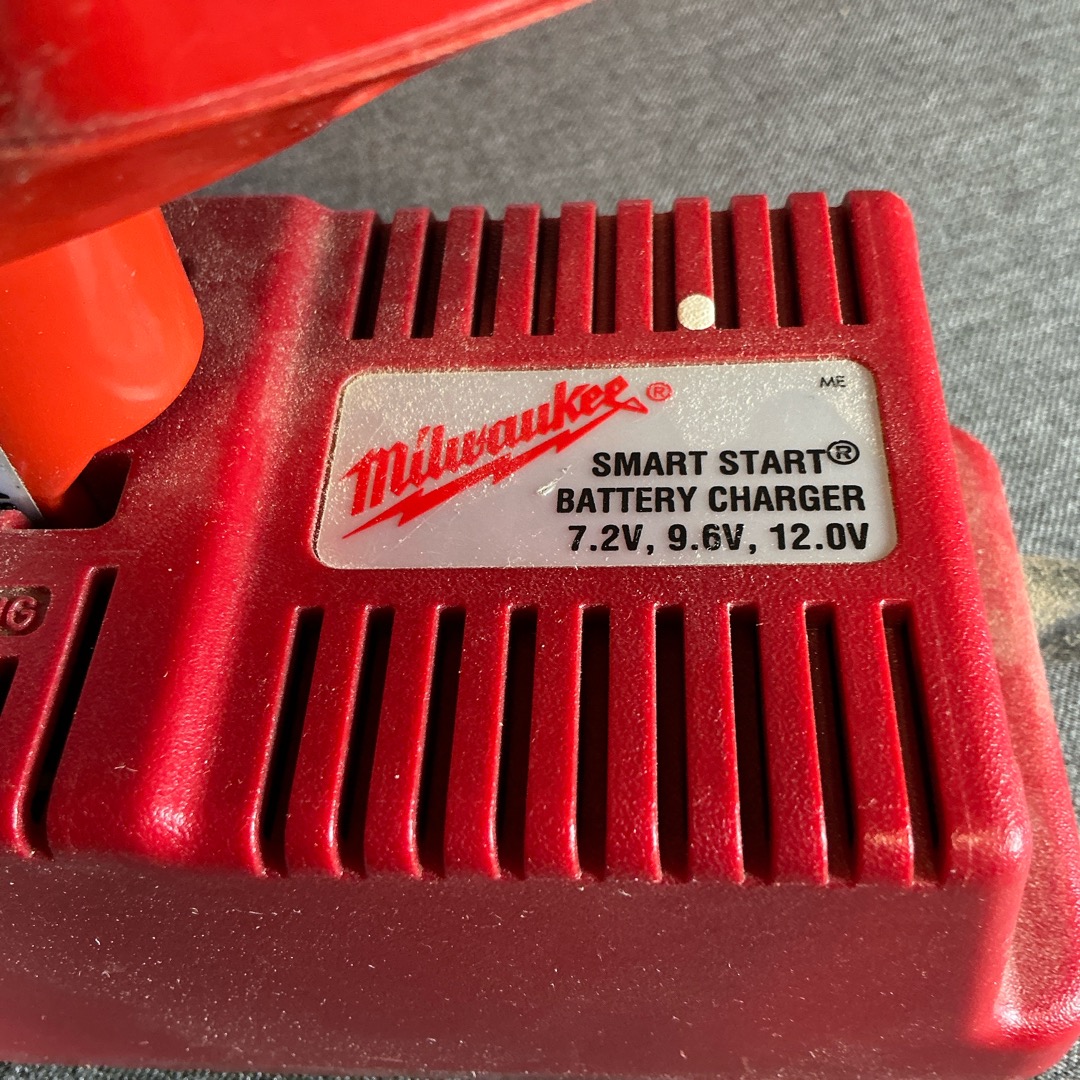 ME
Milwaukee®
SMART START®
BATTERY CHARGER
7.2V, 9.6V, 12.0V